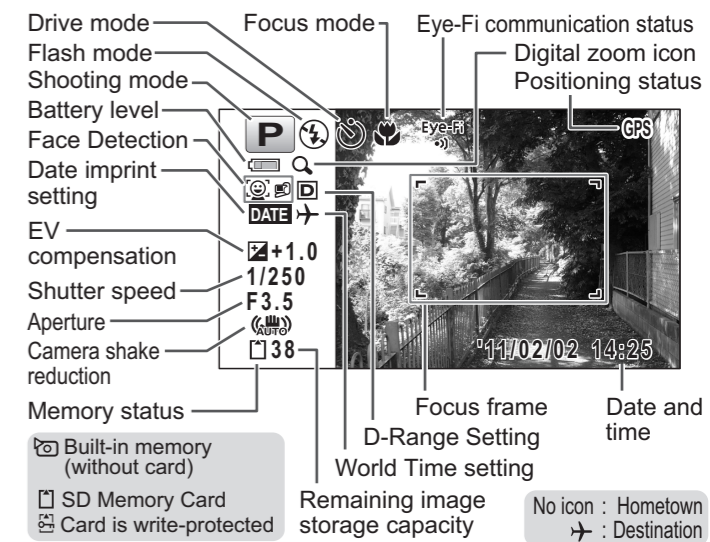 Drive mode
Focus mode
Eye-Fi communication status
Flash mode
Digital zoom icon
Shooting mode
Positioning status
Battery level
Face Detection
Date imprint
setting
EV
compensation
Shutter speed
Aperture
Camera shake
reduction
Memory status
P
Eye-Fi
GPS
D
DATE
+1.0
1/250
F3.5
AUTO
38
'11/02/02 14:25
Focus frame
Date and
time
D-Range Setting
World Time setting
Remaining image
storage capacity
Built-in memory
(without card)
SD Memory Card
Card is write-protected
No icon : Hometown
: Destination